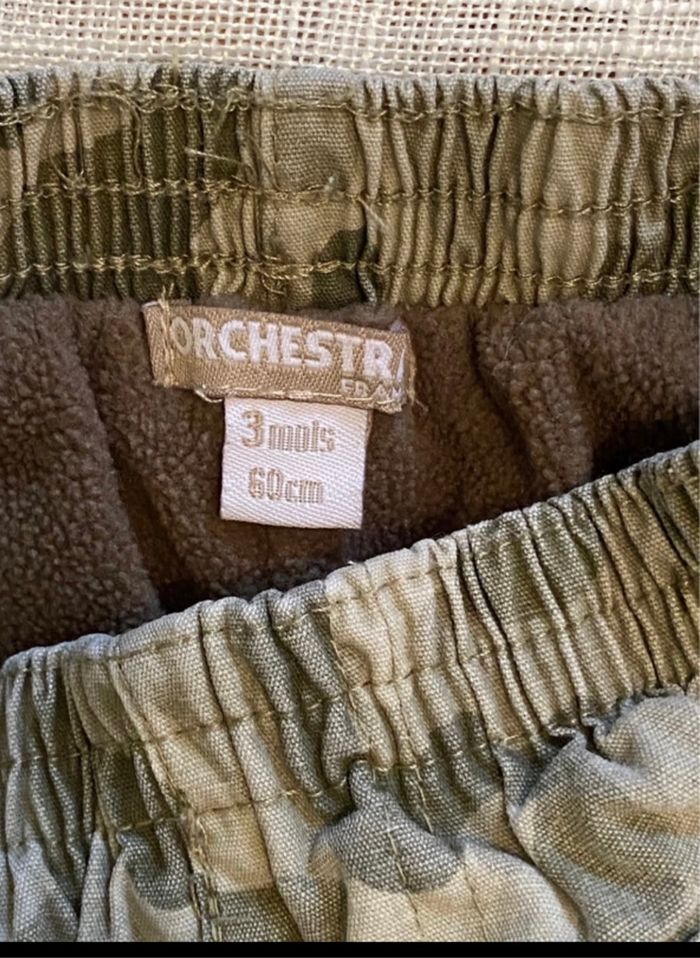 ORCHESTRA
3 mois
60cm